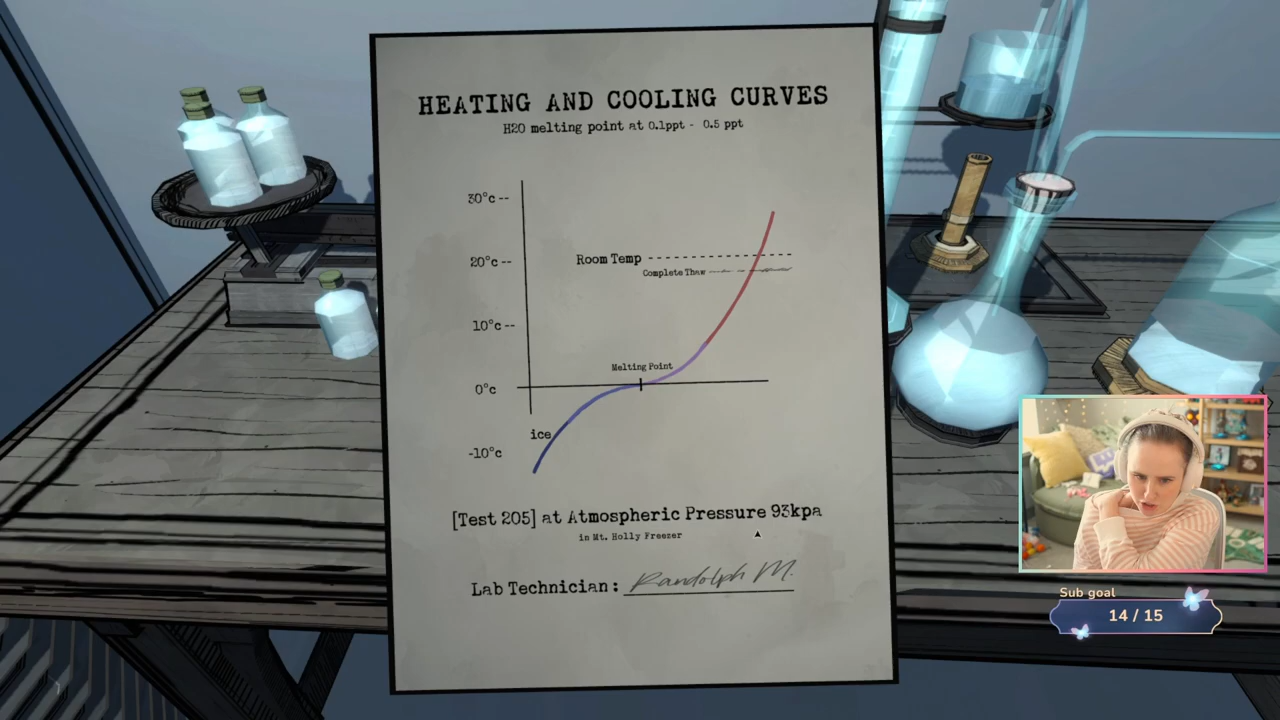 HEATING AND COOLING CURVES
H2O melting point at 0.1ppt - 0.5 ppt
30°c --
Room Temp
20°c --
Complete Thaw
10°c --
Melting Point
0°c
ice
-10°c
[Test 205] at Atmospheric Pressure 93kpa
in Mt. Holly Freezer
Lab Technician: Randolph M.
Sub goal
14 / 15